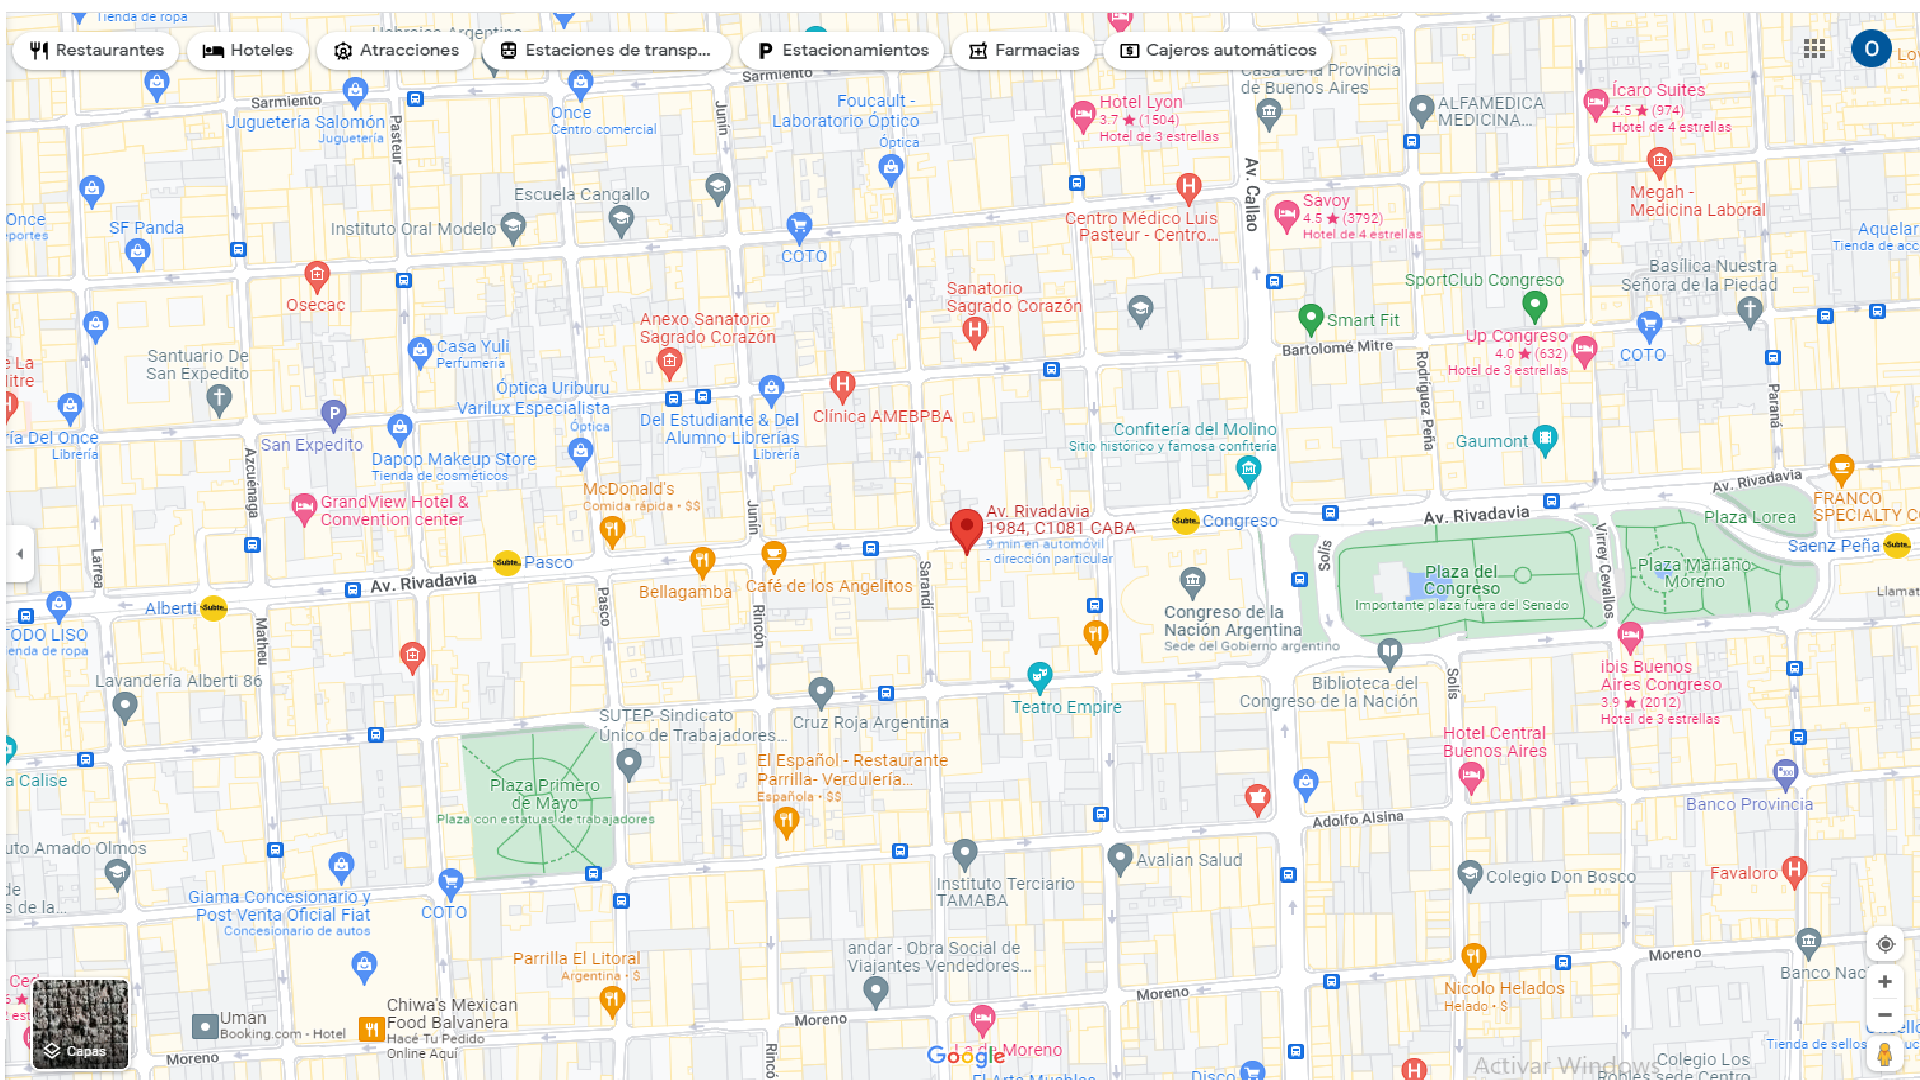 Tienda de ropa
Restaurantes
Hoteles
Atracciones
Estaciones de transp...
Estacionamientos
Farmacias
Cajeros automáticos
O
Sarmiento
Casa de la Provincia
de Buenos Aires
Ícaro Suites
4.5 ★ (974)
Hotel de 4 estrellas
Sarmiento
Juguetería Salomón
Juguetería
Pasteur
Once
Centro comercial
Junín
Foucault -
Laboratorio Óptico
Óptica
Hotel Lyon
3.7 ★ (1504)
Hotel de 3 estrellas
ALFAMEDICA
MEDICINA...
Av. Callao
Megah -
Medicina Laboral
Once
SF Panda
Escuela Cangallo
Instituto Oral Modelo
COTO
Centro Médico Luis
Pasteur - Centro...
Savoy
4.5 ★ (3792)
Hotel de 4 estrellas
Aquelar
Osecac
Sanatorio
Sagrado Corazón
SportClub Congreso
Basílica Nuestra
Señora de la Piedad
Anexo Sanatorio
Sagrado Corazón
Smart Fit
Bartolomé Mitre
Up Congreso
4.0 ★ (632)
Hotel de 3 estrellas
COTO
Santuario De
San Expedito
Casa Yuli
Perfumería
Óptica Uriburu
Varilux Especialista
Óptica
Clínica AMEBPBA
Rodríguez Peña
Paraná
San Expedito
Del Estudiante & Del
Alumno Librerías
Librería
Confitería del Molino
Sitio histórico y famosa confitería
Gaumont
ría Del Once
Librería
Azcuénaga
Dapop Makeup Store
Tienda de cosméticos
McDonald's
Comida rápida • $$
Av. Rivadavia
FRANCO
SPECIALTY C
GrandView Hotel &
Convention center
Junín
Av. Rivadavia
1984, C1081 CABA
9 min en automóvil
- dirección particular
Subte
Congreso
Av. Rivadavia
Plaza Lorea
Virrey Cevallos
Saenz Peña
Subte
Larrea
Subte
Pasco
Av. Rivadavia
Bellagamba
Café de los Angelitos
Sarandí
Solís
Plaza del
Congreso
Importante plaza fuera del Senado
Plaza Mariano
Moreno
Alberti
Subte
Pasco
Rincón
Congreso de la
Nación Argentina
Sede del Gobierno argentino
ODO LISO
enda de ropa
Matheu
Lavandería Alberti 86
Teatro Empire
Biblioteca del
Congreso de la Nación
Solís
ibis Buenos
Aires Congreso
3.9 ★ (2012)
Hotel de 3 estrellas
SUTEP. Sindicato
Único de Trabajadores...
Cruz Roja Argentina
Hotel Central
Buenos Aires
a Calise
Plaza Primero
de Mayo
Plaza con estatuas de trabajadores
El Español - Restaurante
Parrilla- Verdulería...
Española • $$
Banco Provincia
Adolfo Alsina
uto Amado Olmos
Avalian Salud
Colegio Don Bosco
Favaloro
de
s de la...
Giama Concesionario y
Post Venta Oficial Fiat
Concesionario de autos
COTO
Instituto Terciario
TAMABA
Parrilla El Litoral
Argentina • $
andar - Obra Social de
Viajantes Vendedores...
Moreno
Banco Nac
Nicolo Helados
Helado • $
Moreno
Chiwa's Mexican
Food Balvanera
Hacé Tu Pedido
Online Aquí
Uman
Booking.com • Hotel
Capas
Moreno
Moreno
Google
Moreno
Rincó
Disco
Activar Windows
Tienda de sellos
Colegio Los
Robles sede Centro